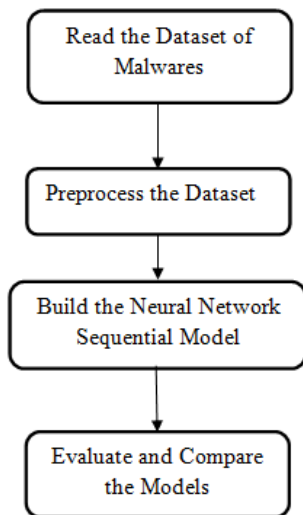 Read the Dataset of
Malwares
Preprocess the Dataset
Build the Neural Network
Sequential Model
Evaluate and Compare
the Models